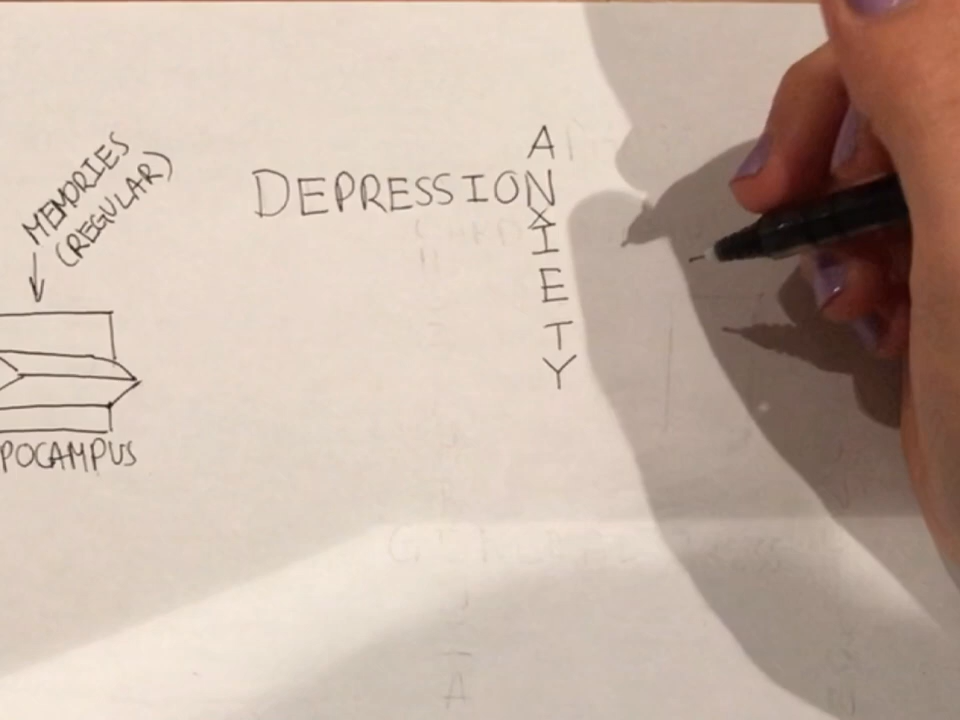 MEMORIES
(REGULAR)
POCAMPUS
DEPRESSION
ANXIETY